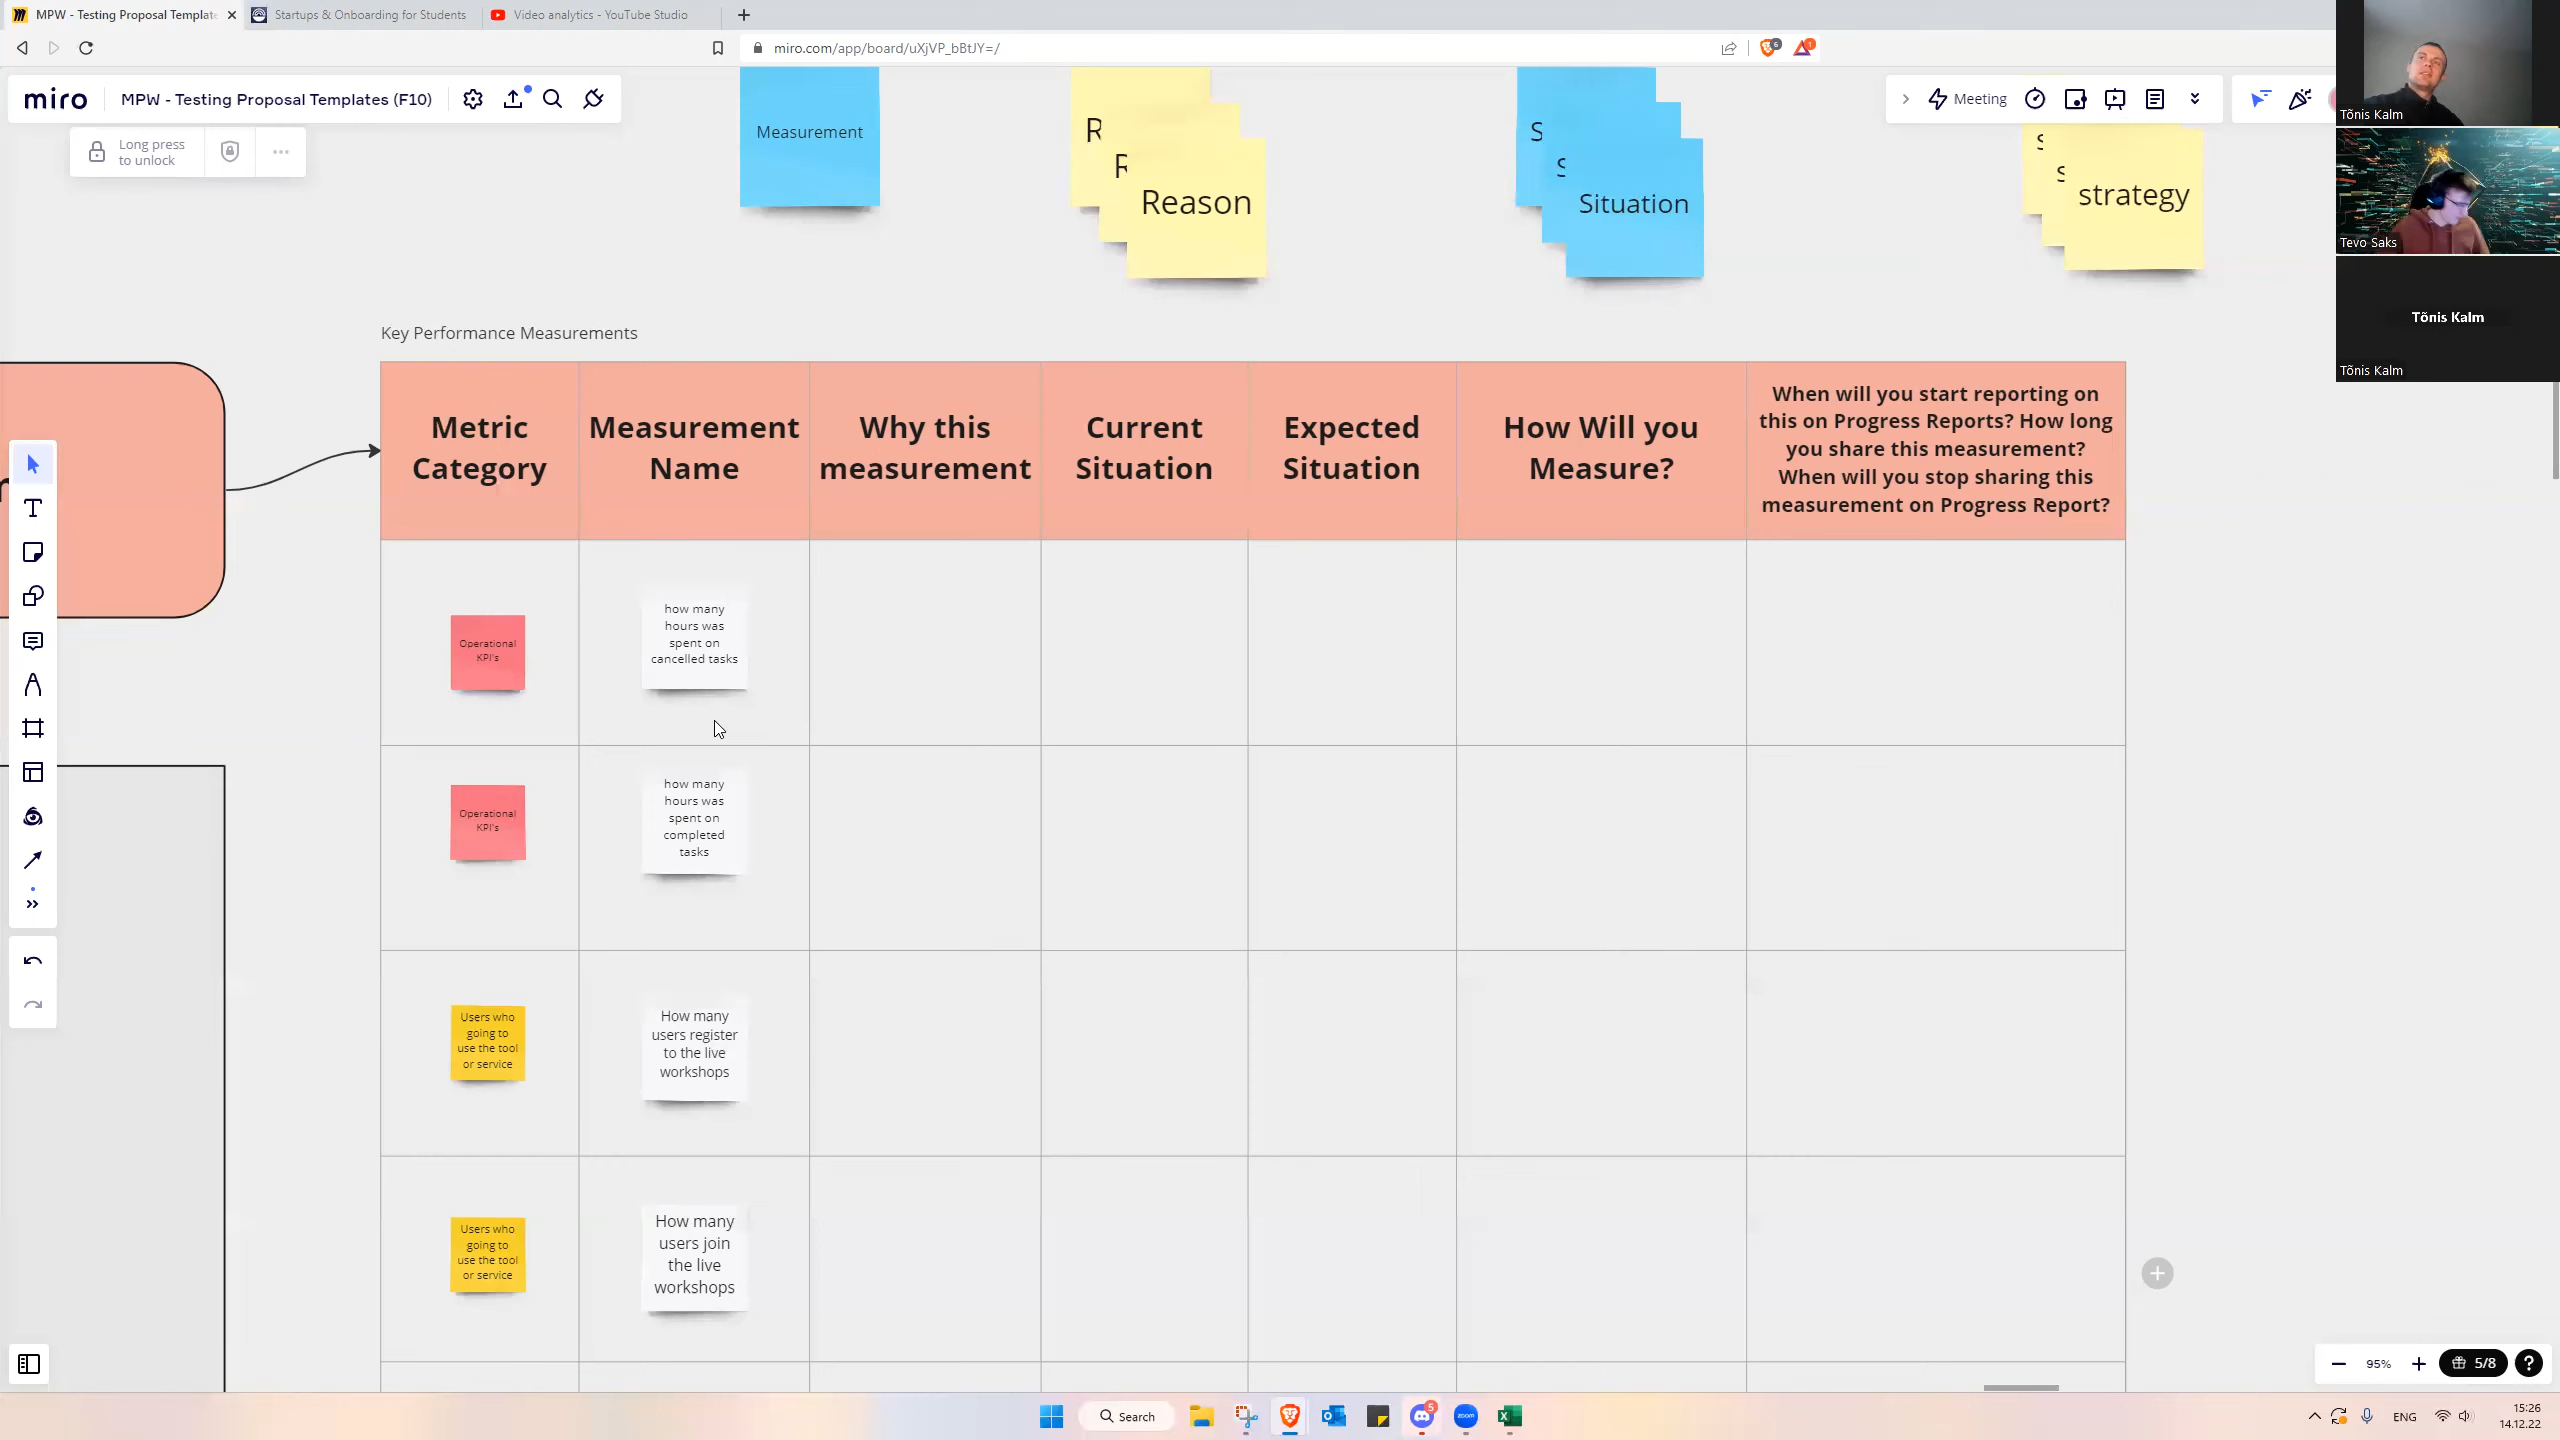 MPW - Testing Proposal Template
Startups & Onboarding for Students
Video analytics - YouTube Studio
miro.com/app/board/uXjVP_bBtJY=/
6
1
miro
MPW - Testing Proposal Templates (F10)
Meeting
Long press
to unlock
Measurement
R
R
Reason
S
S
Situation
S
S
strategy
Tõnis Kalm
Tevo Saks
Tõnis Kalm
Tõnis Kalm
Key Performance Measurements
Metric
Category
Measurement
Name
Why this
measurement
Current
Situation
Expected
Situation
How Will you
Measure?
When will you start reporting on
this on Progress Reports? How long
you share this measurement?
When will you stop sharing this
measurement on Progress Report?
Operational
KPI's
how many
hours was
spent on
cancelled tasks
Operational
KPI's
how many
hours was
spent on
completed
tasks
Users who
going to
use the tool
or service
How many
users register
to the live
workshops
Users who
going to
use the tool
or service
How many
users join
the live
workshops
95%
5/8
Search
5
zoom
ENG
15:26
14.12.22